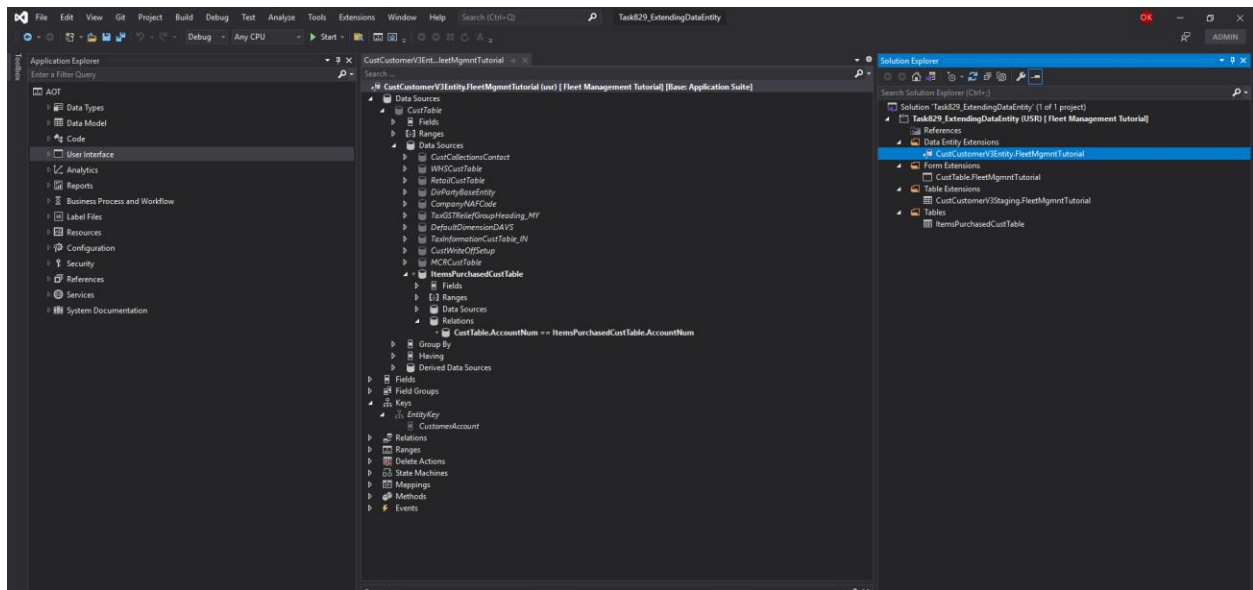 File Edit View Git Project Build Debug Test Analyze Tools Extensions Window Help Search (Ctrl+Q) Task829_ExtendingDataEntity OK
Debug Any CPU Start ADMIN
Toolbox
Application Explorer
Enter a Filter Query
AOT
Data Types
Data Model
Code
User Interface
Analytics
Reports
Business Process and Workflow
Label Files
Resources
Configuration
Security
References
Services
System Documentation
CustCustomerV3Ent...leetMgmntTutorial
Search ...
CustCustomerV3Entity.FleetMgmntTutorial (usr) [ Fleet Management Tutorial] [Base: Application Suite]
Data Sources
CustTable
Fields
Ranges
Data Sources
CustCollectionsContact
WHSCustTable
RetailCustTable
DirPartyBaseEntity
CompanyNAFCode
TaxGSTReliefGroupHeading_MY
DefaultDimensionDAVS
TaxInformationCustTable_IN
CustWriteOffSetup
MCRCustTable
ItemsPurchasedCustTable
Fields
Ranges
Data Sources
Relations
CustTable.AccountNum == ItemsPurchasedCustTable.AccountNum
Group By
Having
Derived Data Sources
Fields
Field Groups
Keys
EntityKey
CustomerAccount
Relations
Ranges
Delete Actions
State Machines
Mappings
Methods
Events
Solution Explorer
Search Solution Explorer (Ctrl+;)
Solution 'Task829_ExtendingDataEntity' (1 of 1 project)
Task829_ExtendingDataEntity (USR) [ Fleet Management Tutorial]
References
Data Entity Extensions
CustCustomerV3Entity.FleetMgmntTutorial
Form Extensions
CustTable.FleetMgmntTutorial
Table Extensions
CustCustomerV3Staging.FleetMgmntTutorial
Tables
ItemsPurchasedCustTable